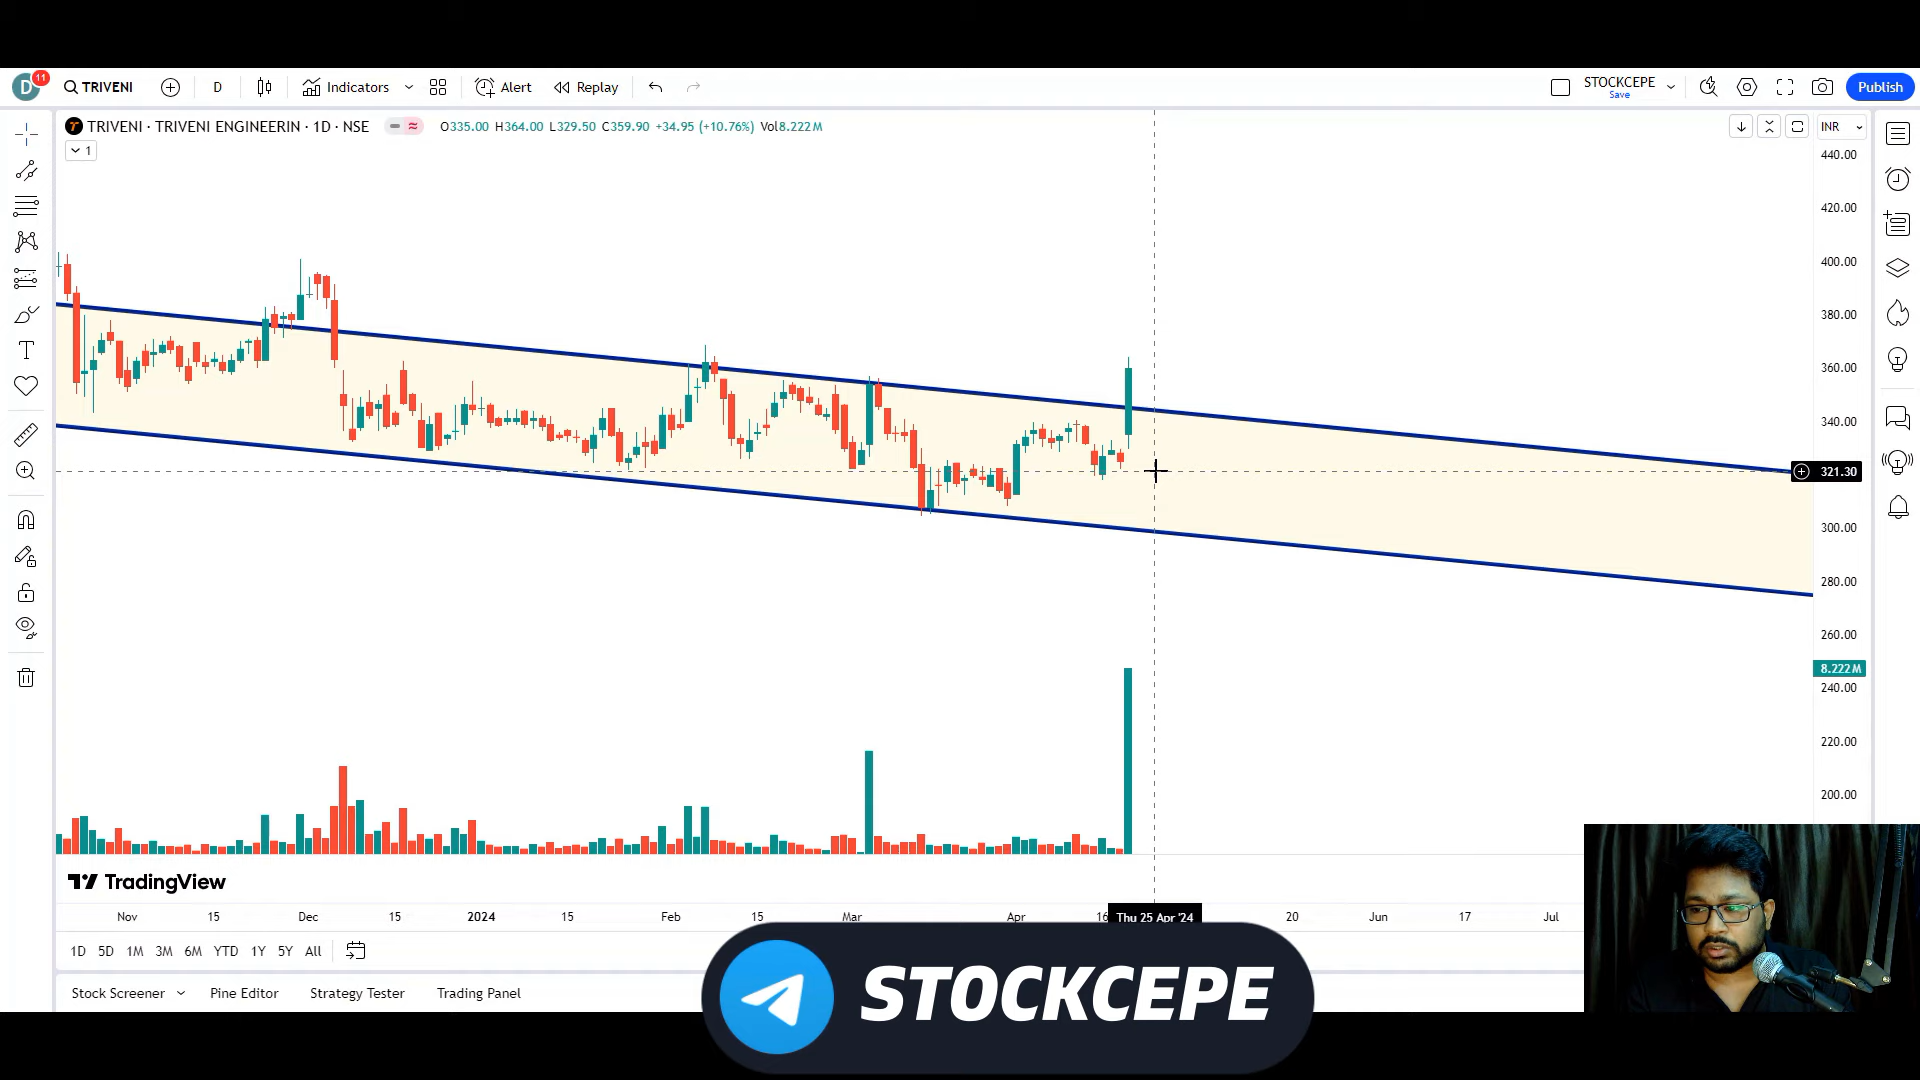 D 11 TRIVENI D Indicators Alert Replay STOCKCEPE Save Publish
TRIVENI · TRIVENI ENGINEERIN · 1D · NSE O335.00 H364.00 L329.50 C359.90 +34.95 (+10.76%) Vol8.222M INR
1
440.00
420.00
400.00
380.00
360.00
340.00
321.30
300.00
280.00
260.00
8.222M
240.00
220.00
200.00
TradingView
Nov 15 Dec 15 2024 15 Feb 15 Mar Apr 16 Thu 25 Apr '24 20 Jun 17 Jul
1D 5D 1M 3M 6M YTD 1Y 5Y All
Stock Screener Pine Editor Strategy Tester Trading Panel
STOCKCEPE